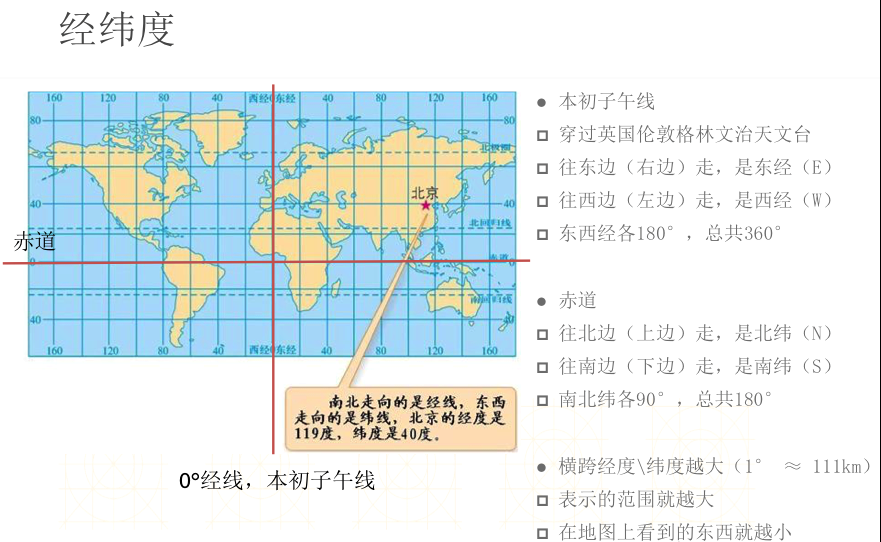 经纬度
160 120 80 40 西经0东经 40 80 120 160
80
北极圈
北京
40 40
北回归线
赤道
0 赤道 0
南回归线
40 40
160 120 80 40 西经0东经 40 80 120 160
南北走向的是经线，东西
走向的是纬线，北京的经度是
119度，纬度是40度。
0°经线，本初子午线
本初子午线
穿过英国伦敦格林文治天文台
往东边（右边）走，是东经（E）
往西边（左边）走，是西经（W）
东西经各180°，总共360°
赤道
往北边（上边）走，是北纬（N）
往南边（下边）走，是南纬（S）
南北纬各90°，总共180°
横跨经度\纬度越大（1° ≈ 111km）
表示的范围就越大
在地图上看到的东西就越小